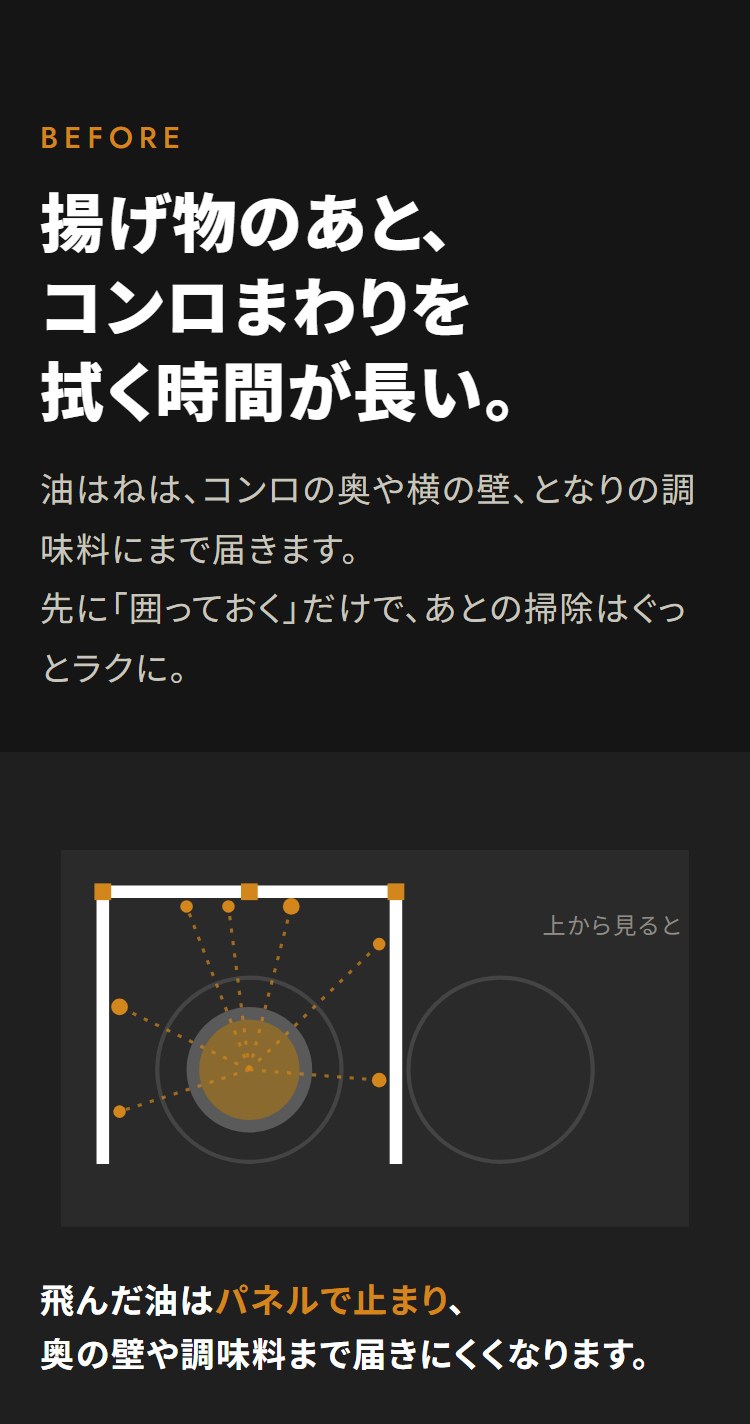 BEFORE
揚げ物のあと、
コンロまわりを
拭く時間が長い。
油はねは、コンロの奥や横の壁、となりの調
味料にまで届きます。
先に「囲っておく」だけで、あとの掃除はぐっ
とラクに。
上から見ると
飛んだ油はパネルで止まり、
奥の壁や調味料まで届きにくくなります。